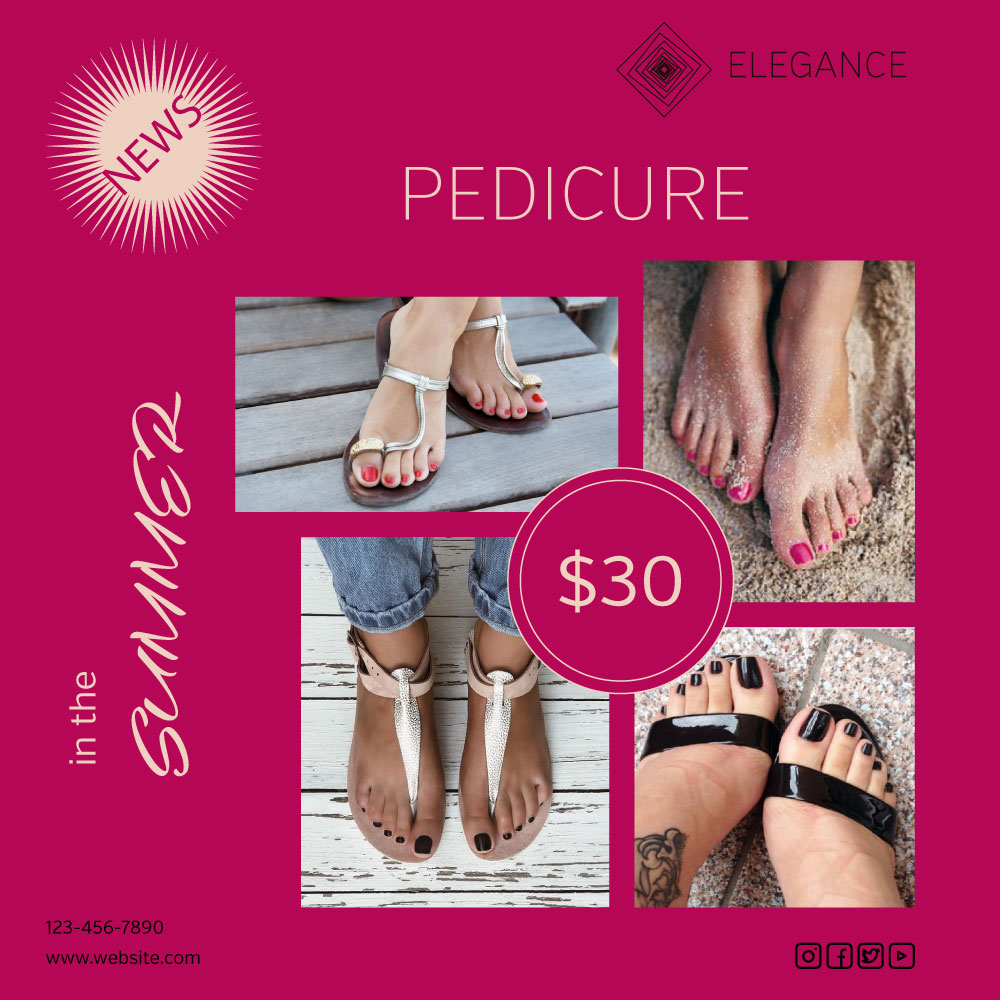 NEWS
ELEGANCE
PEDICURE
in the
SUMMER
$30
123-456-7890
www.website.com